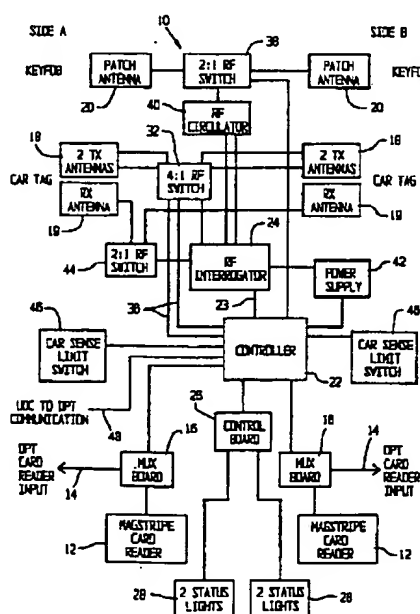 SIDE A
10
38
SIDE B
KEYFOB
PATCH
ANTENNA
2:1 RF
SWITCH
PATCH
ANTENNA
KEYFOB
20
40
RF
CIRCULATOR
20
18
32
18
2 TX
ANTENNAS
4:1 RF
SWITCH
2 TX
ANTENNAS
CAR TAG
CAR TAG
RX
ANTENNA
24
RX
ANTENNA
19
19
2:1 RF
SWITCH
RF
INTERROGATOR
POWER
SUPPLY
42
44
36
23
46
46
CAR SENSE
LIMIT
SWITCH
CONTROLLER
CAR SENSE
LIMIT
SWITCH
22
UDC TO OPT
COMMUNICATION
48
26
CONTROL
BOARD
16
16
14
OPT
CARD
READER
INPUT
14
MUX
BOARD
MUX
BOARD
OPT
CARD
READER
INPUT
MAGSTRIPE
CARD
READER
12
MAGSTRIPE
CARD
READER
12
2 STATUS
LIGHTS
28
2 STATUS
LIGHTS
28